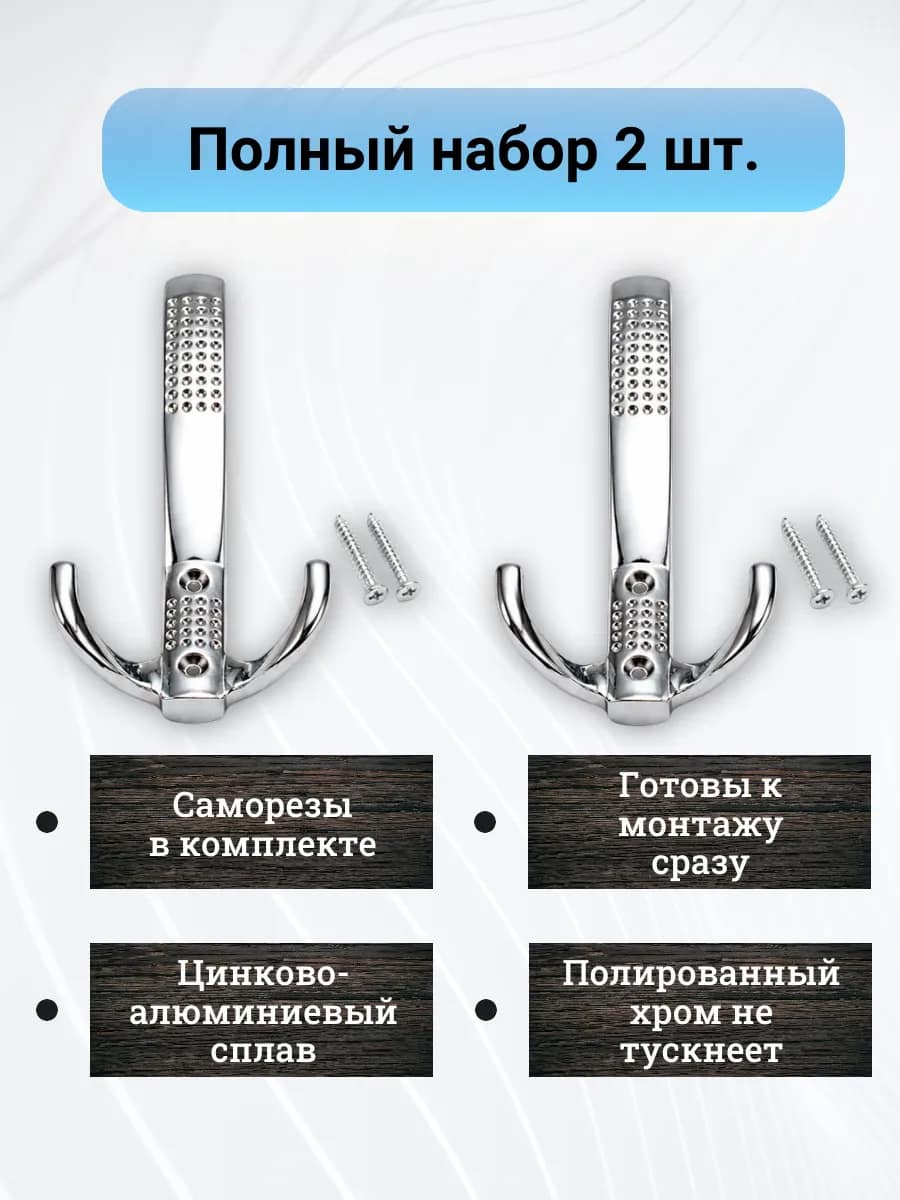 Полный набор 2 шт.
Саморезы
в комплекте
Готовы к
монтажу
сразу
Цинково-
алюминиевый
сплав
Полированный
хром не
тускнеет